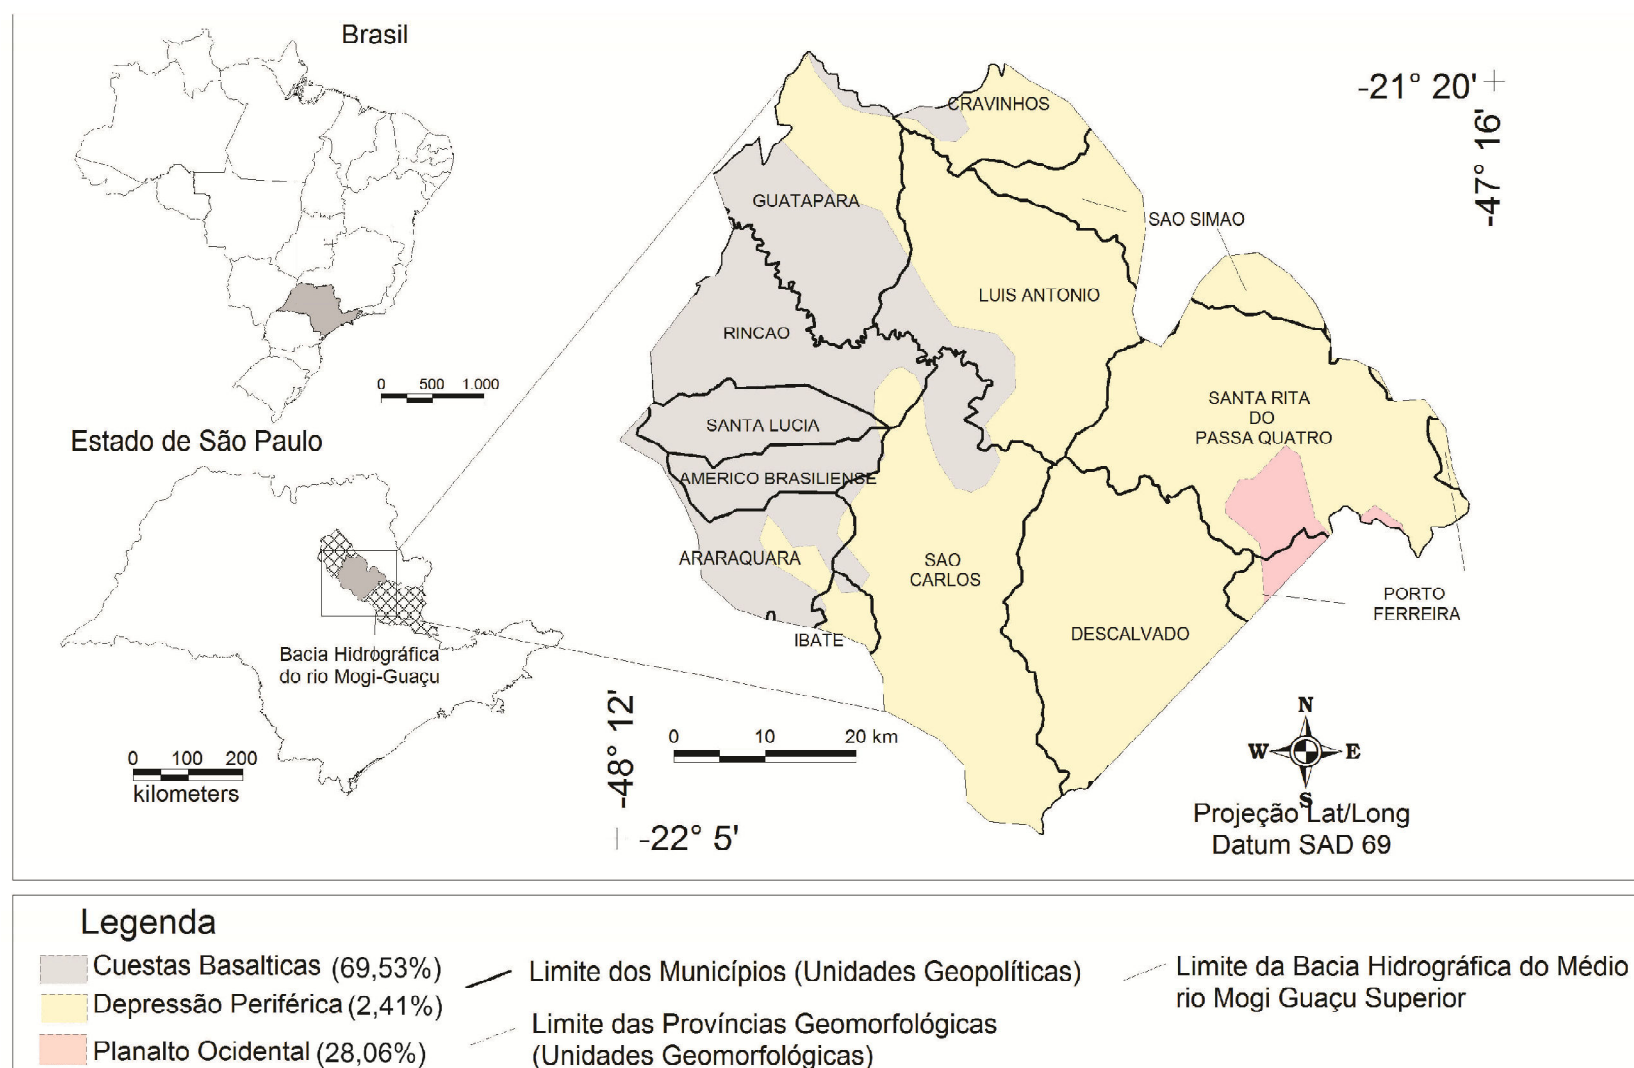 Brasil
0 500 1.000
Estado de São Paulo
Bacia Hidrográfica
do rio Mogi-Guaçu
0 100 200
kilometers
-21° 20'
-47° 16'
CRAVINHOS
GUATAPARA
SAO SIMAO
LUIS ANTONIO
RINCAO
SANTA RITA
DO
PASSA QUATRO
SANTA LUCIA
AMERICO BRASILIENSE
ARARAQUARA
SAO
CARLOS
PORTO
FERREIRA
DESCALVADO
IBATE
-48° 12'
0 10 20 km
-22° 5'
N
W E
S
Projeção Lat/Long
Datum SAD 69
Legenda
Cuestas Basalticas (69,53%)
Depressão Periférica (2,41%)
Planalto Ocidental (28,06%)
Limite dos Municípios (Unidades Geopolíticas)
Limite das Províncias Geomorfológicas
(Unidades Geomorfológicas)
Limite da Bacia Hidrográfica do Médio
rio Mogi Guaçu Superior